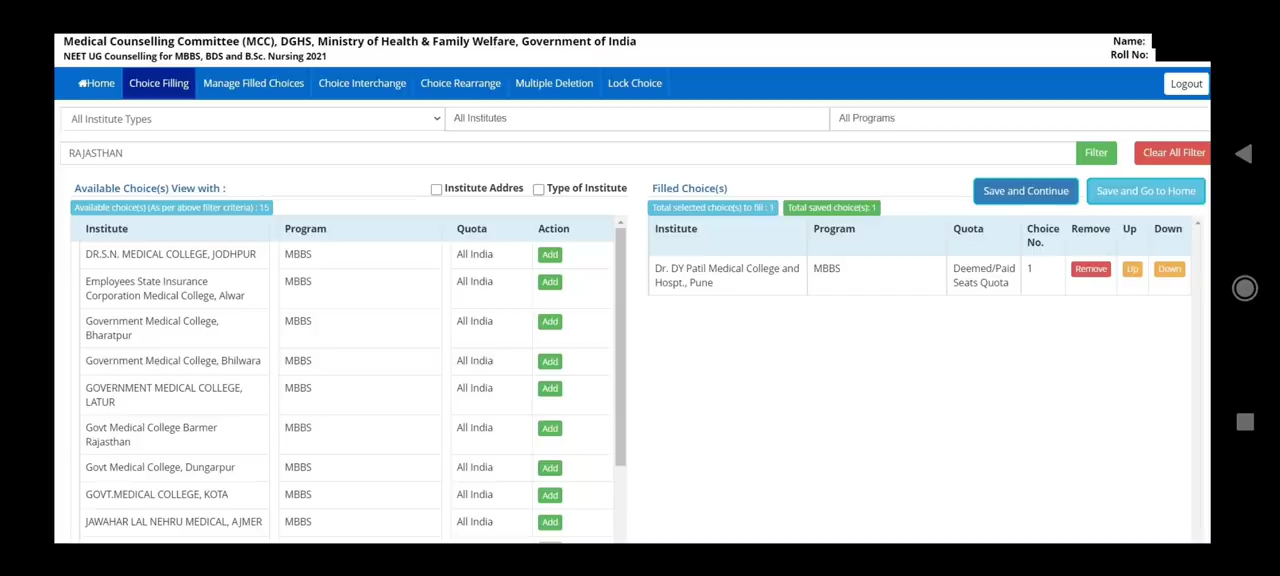 Medical Counselling Committee (MCC), DGHS, Ministry of Health & Family Welfare, Government of India
NEET UG Counselling for MBBS, BDS and B.Sc. Nursing 2021
Name:
Roll No:
Home Choice Filling Manage Filled Choices Choice Interchange Choice Rearrange Multiple Deletion Lock Choice Logout
All Institute Types All Institutes All Programs
RAJASTHAN Filter Clear All Filter
Available Choice(s) View with : Institute Addres Type of Institute
Available choice(s) (As per above filter criteria) : 15
Institute Program Quota Action
DR.S.N. MEDICAL COLLEGE, JODHPUR MBBS All India Add
Employees State Insurance MBBS All India Add
Corporation Medical College, Alwar
Government Medical College, MBBS All India Add
Bharatpur
Government Medical College, Bhilwara MBBS All India Add
GOVERNMENT MEDICAL COLLEGE, MBBS All India Add
LATUR
Govt Medical College Barmer MBBS All India Add
Rajasthan
Govt Medical College, Dungarpur MBBS All India Add
GOVT.MEDICAL COLLEGE, KOTA MBBS All India Add
JAWAHAR LAL NEHRU MEDICAL, AJMER MBBS All India Add
Filled Choice(s) Save and Continue Save and Go to Home
Total selected choice(s) to fill : 1 Total saved choice(s): 1
Institute Program Quota Choice Remove Up Down
No.
Dr. DY Patil Medical College and MBBS Deemed/Paid 1 Remove Up Down
Hospt., Pune Seats Quota